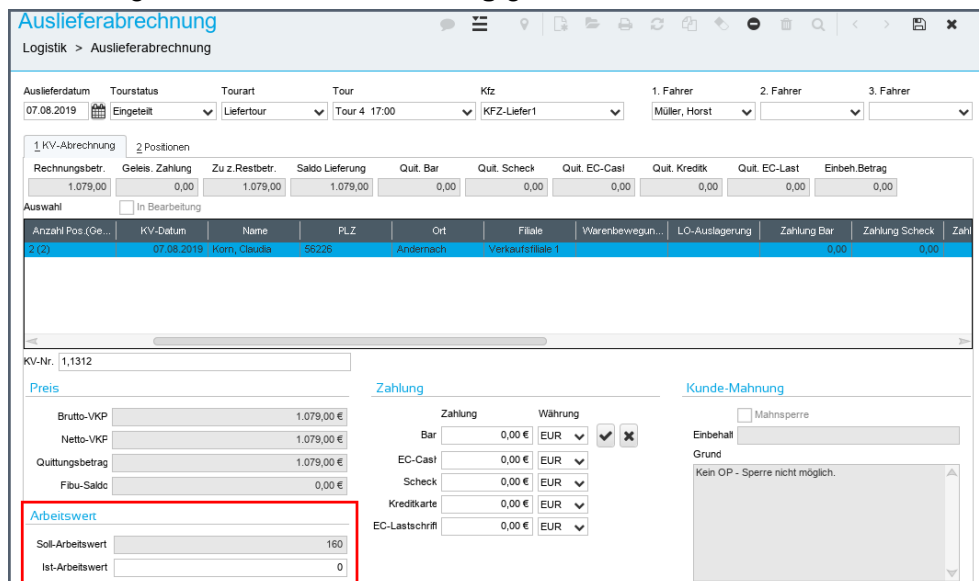 Auslieferabrechnung
Logistik > Auslieferabrechnung
Auslieferdatum Tourstatus Tourart Tour Kfz 1. Fahrer 2. Fahrer 3. Fahrer
07.08.2019 Eingeteilt Liefertour Tour 4 17:00 KFZ-Liefer1 Müller, Horst
1 KV-Abrechnung 2 Positionen
Rechnungsbetr. Geleis. Zahlung Zu z.Restbetr. Saldo Lieferung Quit. Bar Quit. Scheck Quit. EC-Casl Quit. Kreditk Quit. EC-Last Einbeh.Betrag
1.079,00 0,00 1.079,00 1.079,00 0,00 0,00 0,00 0,00 0,00 0,00
Auswahl In Bearbeitung
Anzahl Pos.(Ge... KV-Datum Name PLZ Ort Filiale Warenbewegun... LO-Auslagerung Zahlung Bar Zahlung Scheck Zahl
2 (2) 07.08.2019 Korn, Claudia 56226 Andernach Verkaufsfiliale 1 0,00 0,00
KV-Nr. 1,1312
Preis Zahlung Kunde-Mahnung
Zahlung Währung Mahnsperre
Brutto-VKP 1.079,00 € Bar 0,00 € EUR Einbehalt
Netto-VKP 1.079,00 € Grund
Quittungsbetrag 1.079,00 € EC-Casl 0,00 € EUR Kein OP - Sperre nicht möglich.
Fibu-Saldo 0,00 € Scheck 0,00 € EUR
Kreditkarte 0,00 € EUR
Arbeitswert EC-Lastschrift 0,00 € EUR
Soll-Arbeitswert 160
Ist-Arbeitswert 0